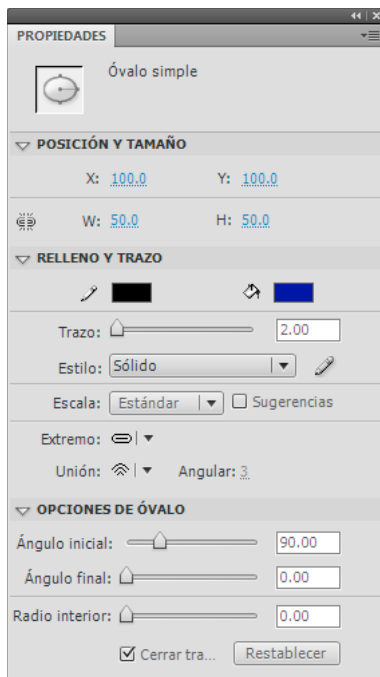 PROPIEDADES
Óvalo simple
POSICIÓN Y TAMAÑO
X: 100.0 Y: 100.0
W: 50.0 H: 50.0
RELLENO Y TRAZO
Trazo: 2.00
Estilo: Sólido
Escala: Estándar Sugerencias
Extremo:
Unión: Angular: 3
OPCIONES DE ÓVALO
Ángulo inicial: 90.00
Ángulo final: 0.00
Radio interior: 0.00
Cerrar tra... Restablecer